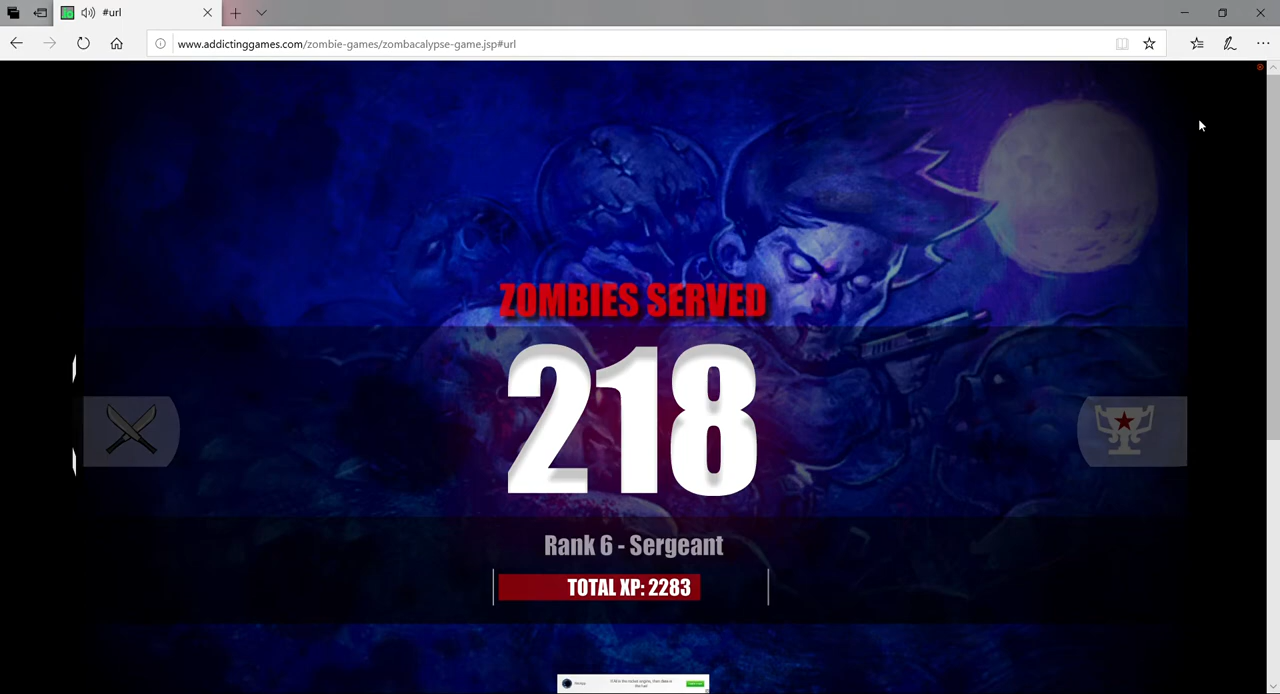 #url
www.addictinggames.com/zombie-games/zombacalypse-game.jsp#url
ZOMBIES SERVED
218
Rank 6 - Sergeant
TOTAL XP: 2283